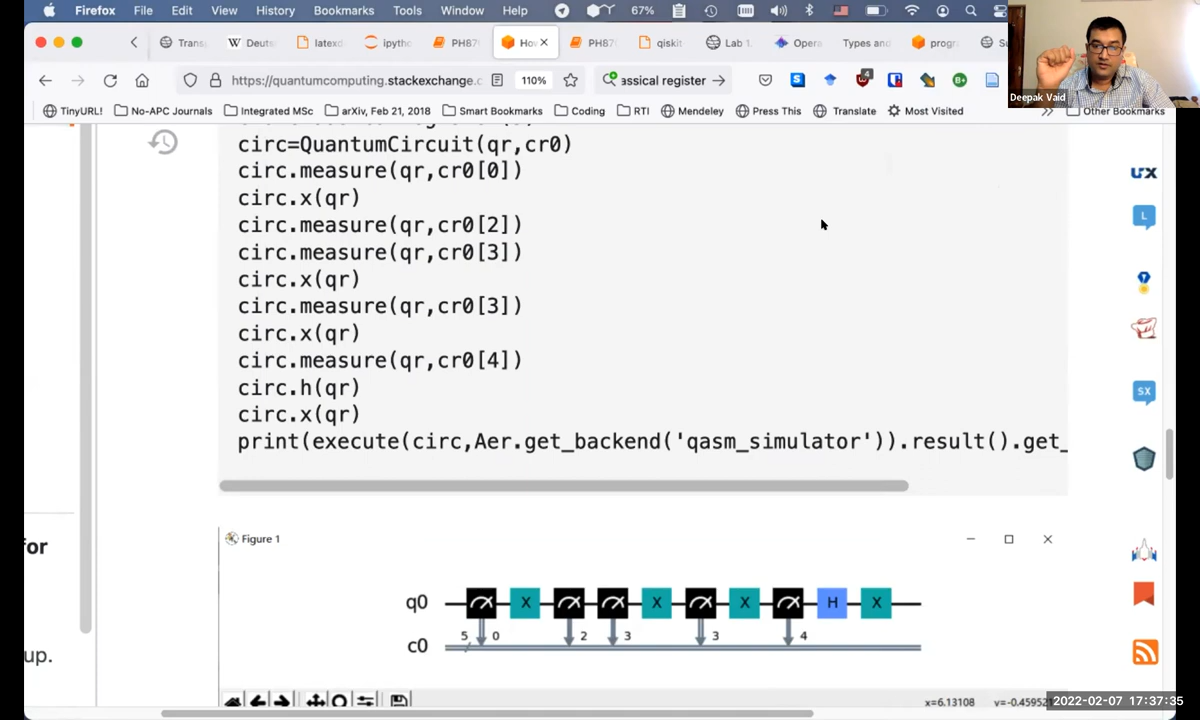 Firefox File Edit View History Bookmarks Tools Window Help 67%
Trans Deuts latexd ipytho PH87 Ho PH87 qiskit Lab 1. Opera Types and progr Su
https://quantumcomputing.stackexchange.c 110% assical register
TinyURL! No-APC Journals Integrated MSc arXiv, Feb 21, 2018 Smart Bookmarks Coding RTI Mendeley Press This Translate Most Visited Other Bookmarks
Deepak Vaid
circ=QuantumCircuit(qr,cr0)
circ.measure(qr,cr0[0])
circ.x(qr)
circ.measure(qr,cr0[2])
circ.measure(qr,cr0[3])
circ.x(qr)
circ.measure(qr,cr0[3])
circ.x(qr)
circ.measure(qr,cr0[4])
circ.h(qr)
circ.x(qr)
print(execute(circ,Aer.get_backend('qasm_simulator')).result().get_
UX
L
SX
for
up.
Figure 1
q0 X X X H X
5 0 2 3 3 4
c0
x=6.13108 y=-0.45952
2022-02-07 17:37:35